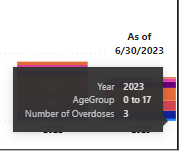 As of
6/30/2023
Year 2023
AgeGroup 0 to 17
Number of Overdoses 3